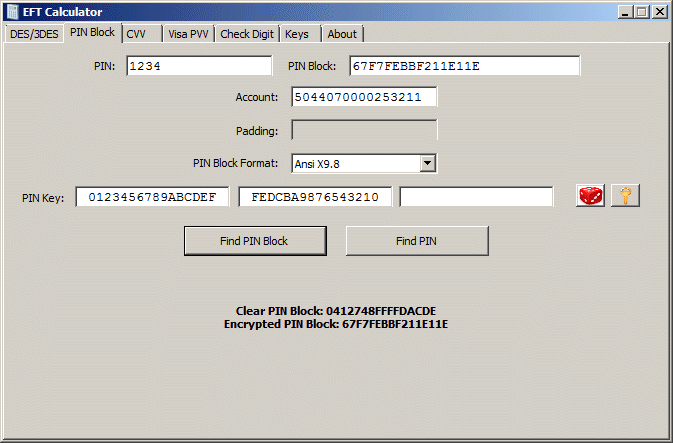 EFT Calculator
DES/3DES PIN Block CVV Visa PVV Check Digit Keys About
PIN: 1234 PIN Block: 67F7FEBBF211E11E
Account: 5044070000253211
Padding:
PIN Block Format: Ansi X9.8
PIN Key: 0123456789ABCDEF FEDCBA9876543210
Find PIN Block Find PIN
Clear PIN Block: 0412748FFFFDACDE
Encrypted PIN Block: 67F7FEBBF211E11E